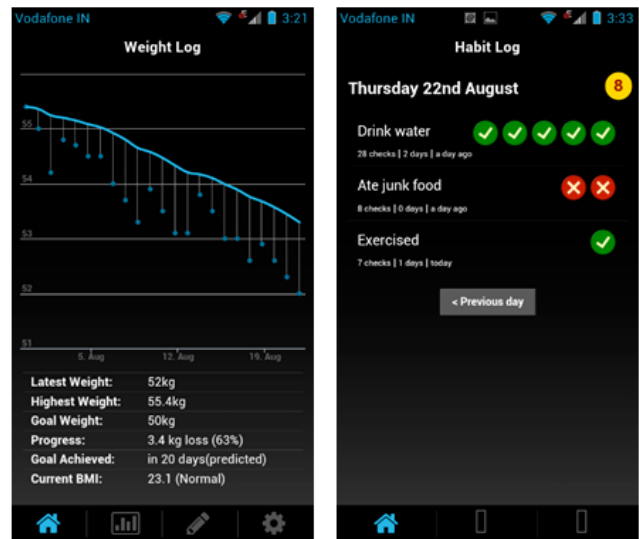 Vodafone IN 3:21
Weight Log
55
54
53
52
51
5. Aug 12. Aug 19. Aug
Latest Weight: 52kg
Highest Weight: 55.4kg
Goal Weight: 50kg
Progress: 3.4 kg loss (63%)
Goal Achieved: in 20 days(predicted)
Current BMI: 23.1 (Normal)
Vodafone IN 3:33
Habit Log
Thursday 22nd August 8
Drink water
28 checks | 2 days | a day ago
Ate junk food
8 checks | 0 days | a day ago
Exercised
7 checks | 1 days | today
< Previous day